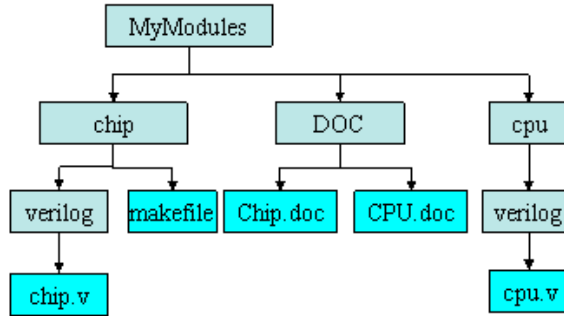 MyModules
chip
DOC
cpu
verilog
makefile
Chip.doc
CPU.doc
verilog
chip.v
cpu.v